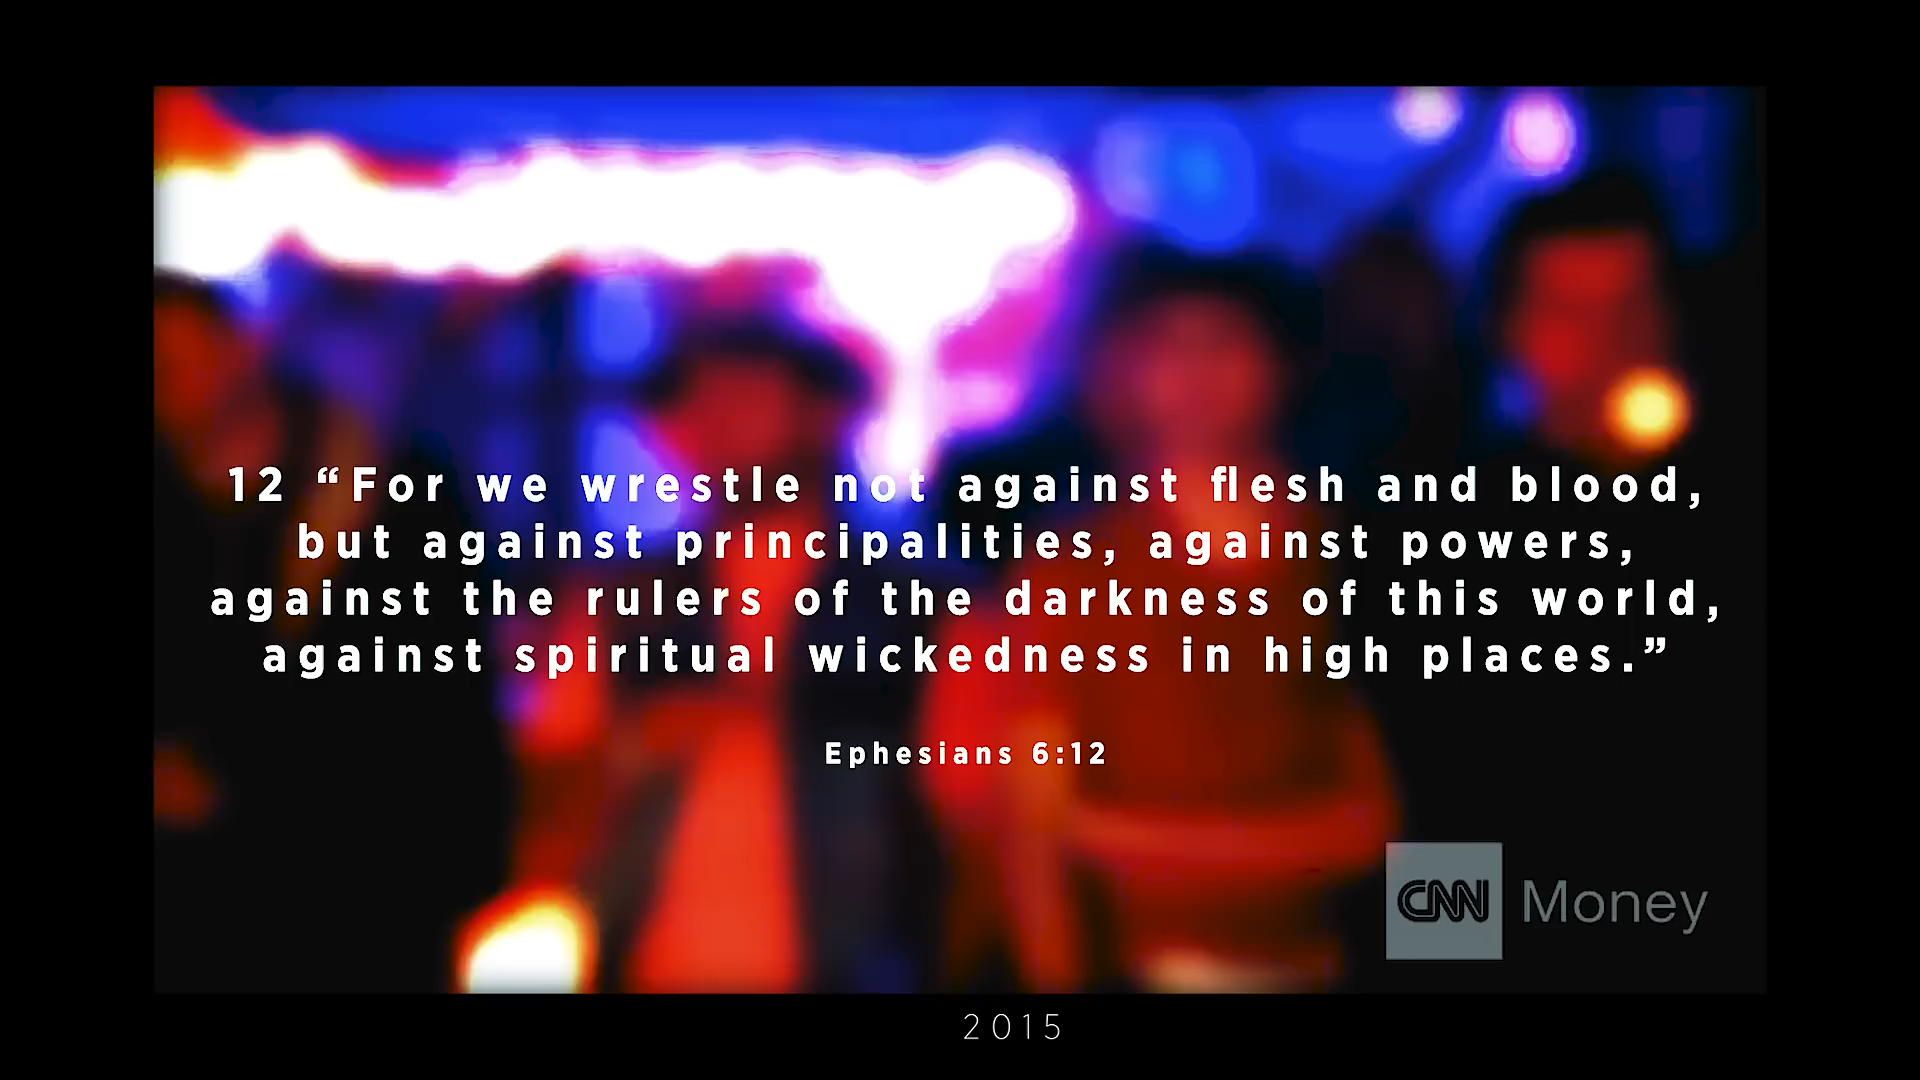 12 “For we wrestle not against flesh and blood,
but against principalities, against powers,
against the rulers of the darkness of this world,
against spiritual wickedness in high places.”
Ephesians 6:12
CNN Money
2015